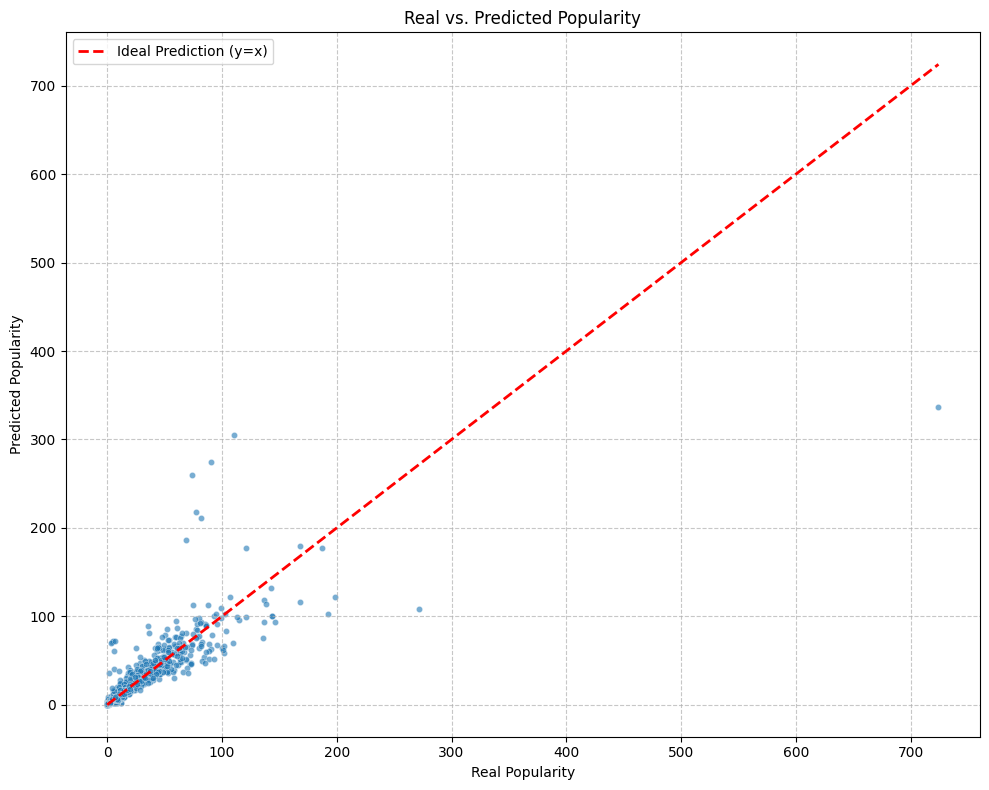 Real vs. Predicted Popularity
Ideal Prediction (y=x)
Predicted Popularity
700
600
500
400
300
200
100
0
0 100 200 300 400 500 600 700
Real Popularity